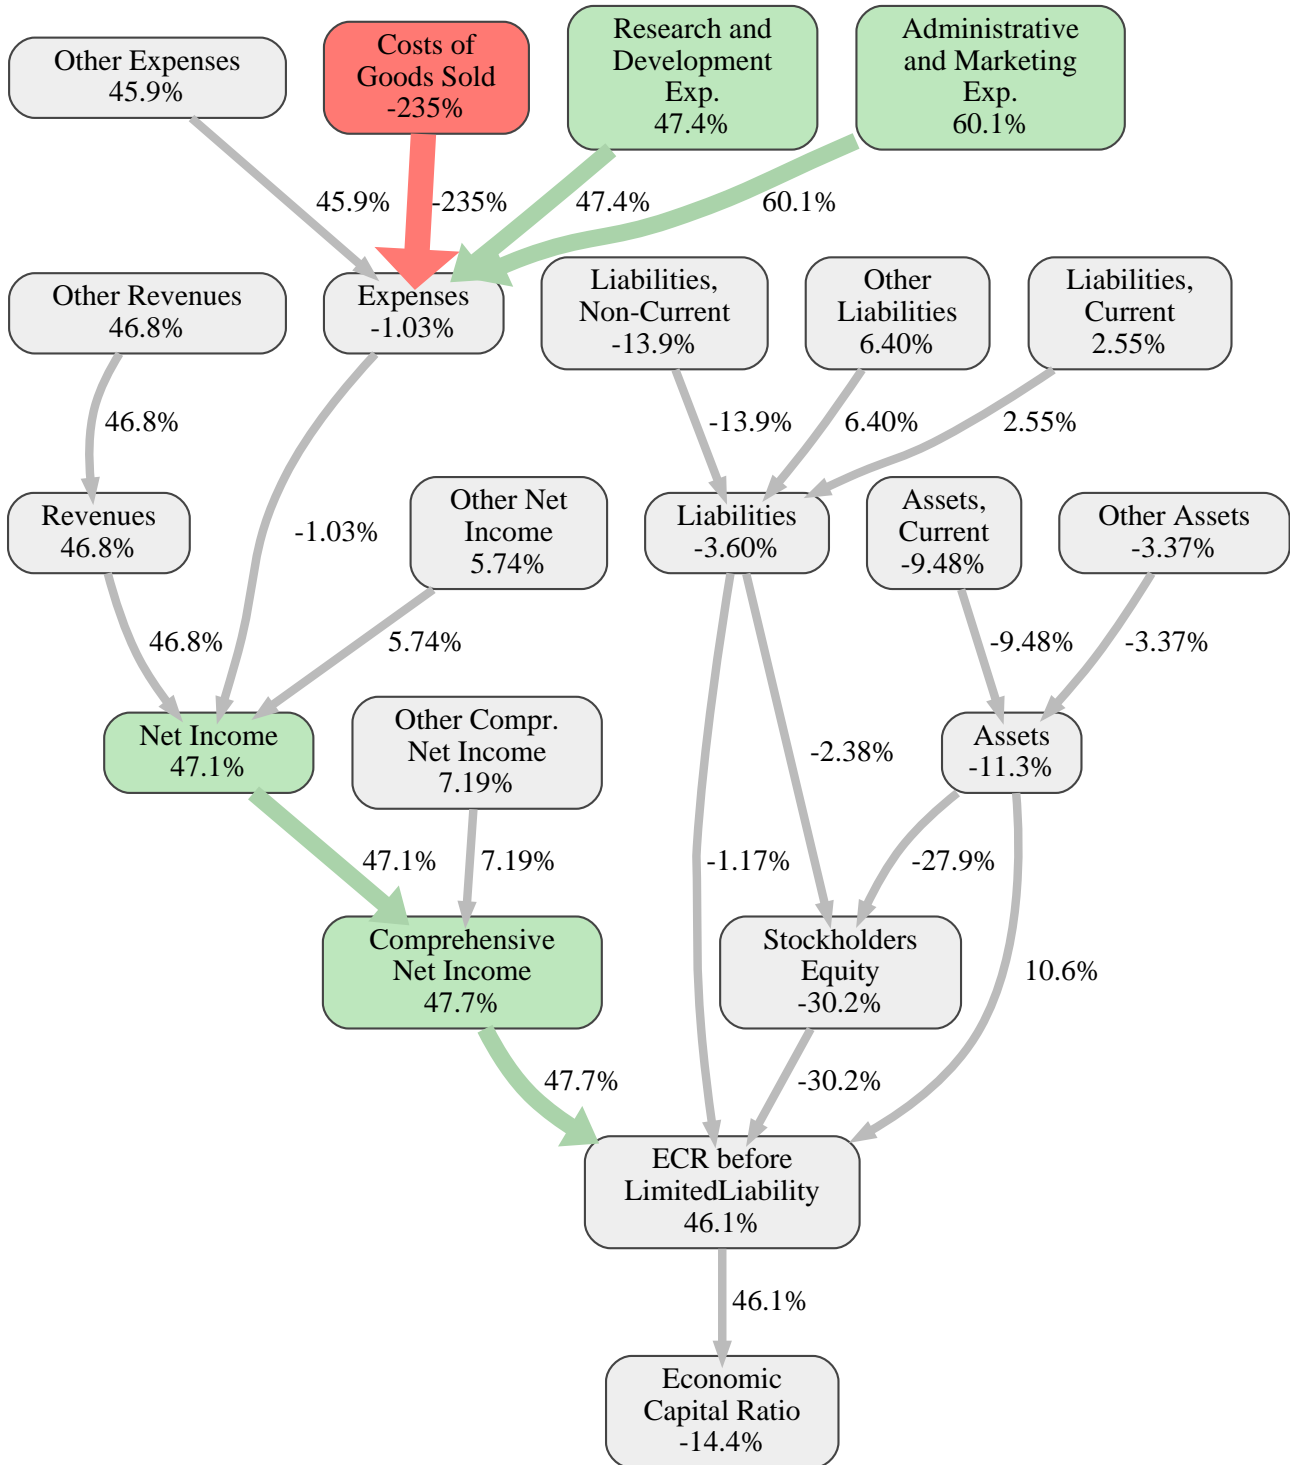 Other Expenses
45.9%
Costs of
Goods Sold
-235%
Research and
Development
Exp.
47.4%
Administrative
and Marketing
Exp.
60.1%
45.9%
-235%
47.4%
60.1%
Other Revenues
46.8%
Expenses
-1.03%
Liabilities,
Non-Current
-13.9%
Other
Liabilities
6.40%
Liabilities,
Current
2.55%
46.8%
-13.9%
6.40%
2.55%
Revenues
46.8%
-1.03%
Other Net
Income
5.74%
Liabilities
-3.60%
Assets,
Current
-9.48%
Other Assets
-3.37%
46.8%
5.74%
-9.48%
-3.37%
Net Income
47.1%
Other Compr.
Net Income
7.19%
-2.38%
Assets
-11.3%
47.1%
7.19%
-1.17%
-27.9%
Comprehensive
Net Income
47.7%
Stockholders
Equity
-30.2%
10.6%
47.7%
-30.2%
ECR before
LimitedLiability
46.1%
46.1%
Economic
Capital Ratio
-14.4%